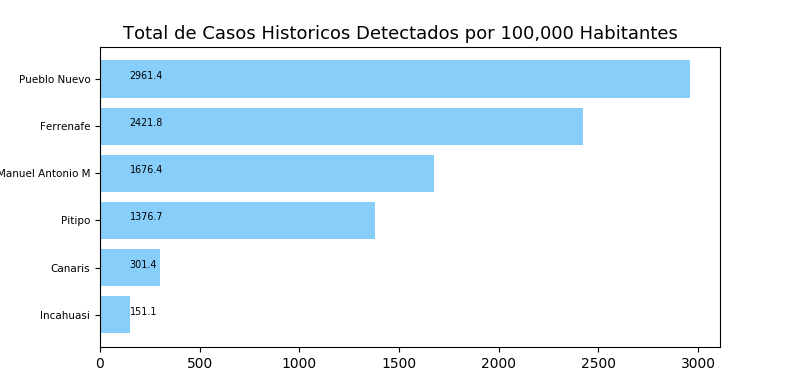 Total de Casos Historicos Detectados por 100,000 Habitantes
Pueblo Nuevo 2961.4
Ferrenafe 2421.8
Manuel Antonio M 1676.4
Pitipo 1376.7
Canaris 301.4
Incahuasi 151.1
0 500 1000 1500 2000 2500 3000